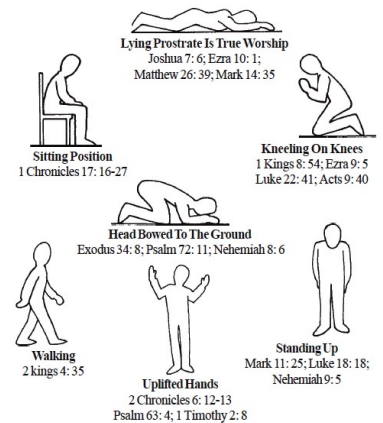 Lying Prostrate Is True Worship
Joshua 7: 6; Ezra 10: 1;
Matthew 26: 39; Mark 14: 35
Sitting Position
1 Chronicles 17: 16-27
Kneeling On Knees
1 Kings 8: 54; Ezra 9: 5
Luke 22: 41; Acts 9: 40
Head Bowed To The Ground
Exodus 34: 8; Psalm 72: 11; Nehemiah 8: 6
Walking
2 kings 4: 35
Uplifted Hands
2 Chronicles 6: 12-13
Psalm 63: 4; 1 Timothy 2: 8
Standing Up
Mark 11: 25; Luke 18: 18;
Nehemiah 9: 5